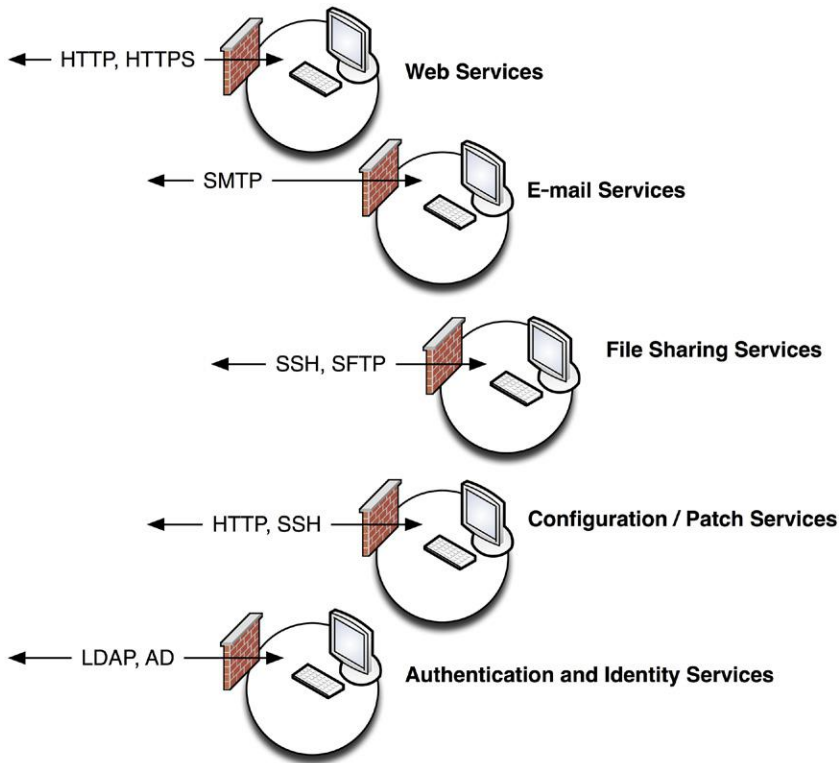 HTTP, HTTPS
Web Services
SMTP
E-mail Services
SSH, SFTP
File Sharing Services
HTTP, SSH
Configuration / Patch Services
LDAP, AD
Authentication and Identity Services